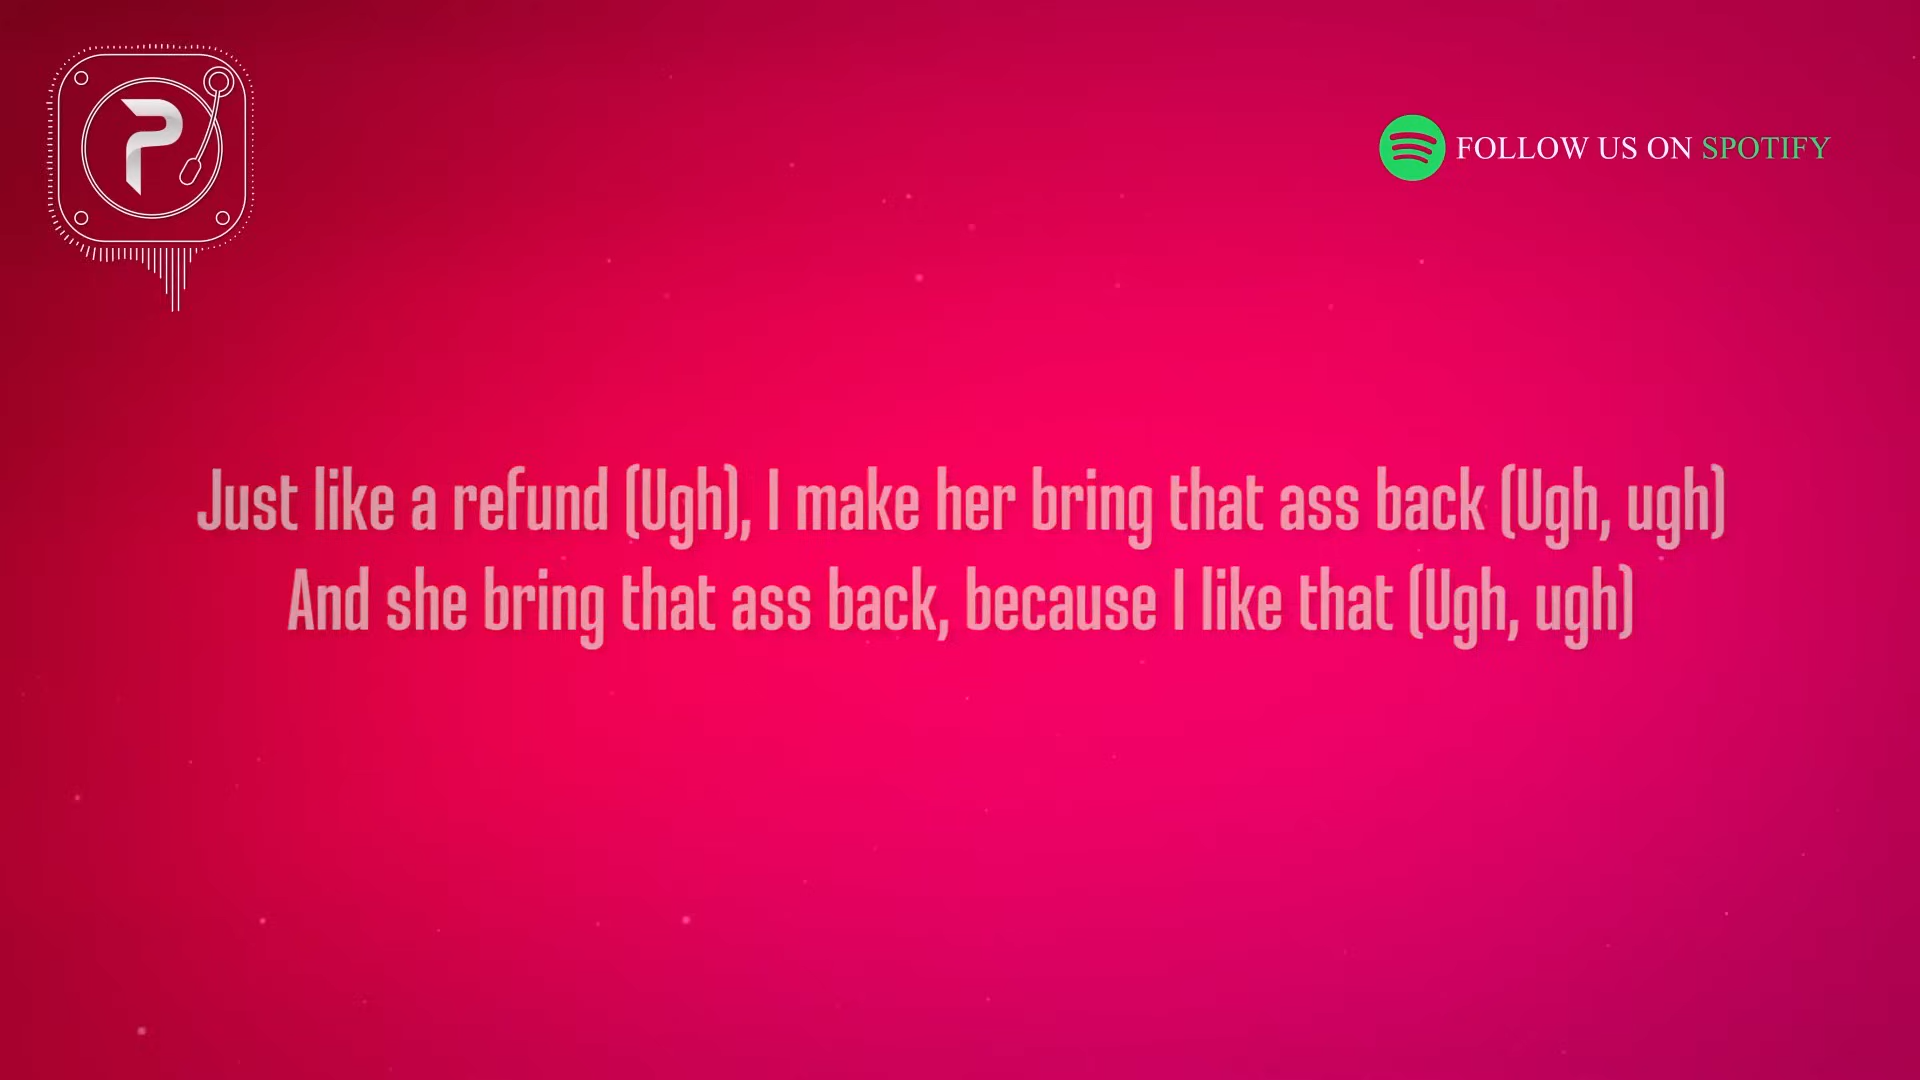 P
FOLLOW US ON SPOTIFY
Just like a refund (Ugh), I make her bring that ass back (Ugh, ugh)
And she bring that ass back, because I like that (Ugh, ugh)